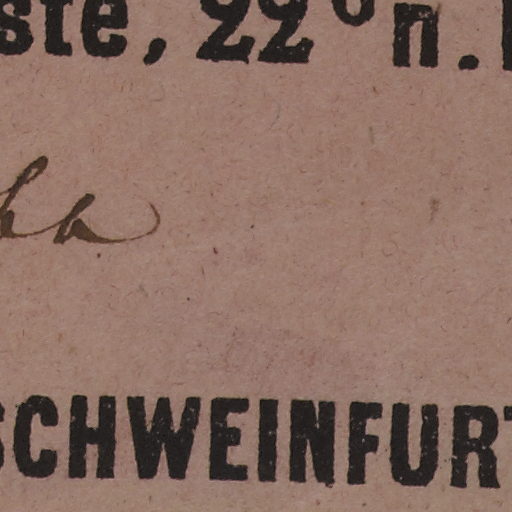 ste, 22° n.
SCHWEINFURT